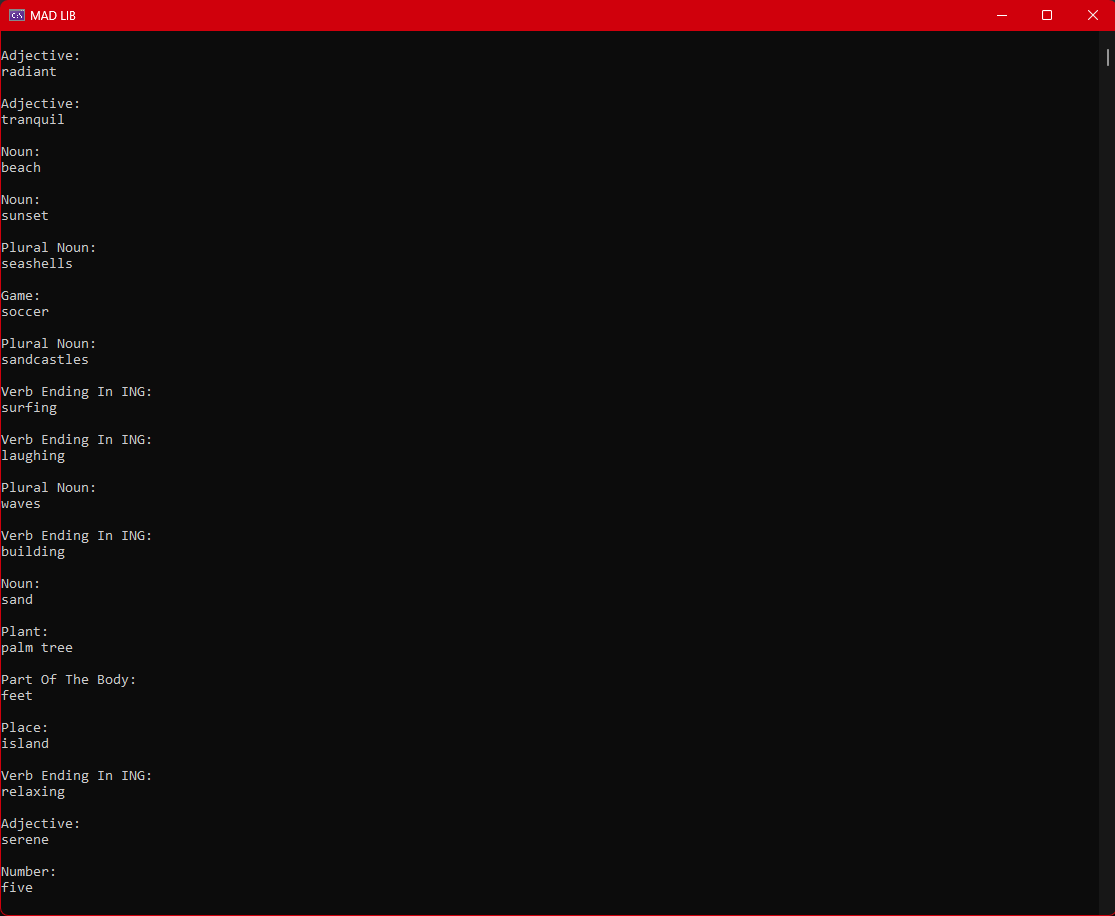 MAD LIB
Adjective:
radiant
Adjective:
tranquil
Noun:
beach
Noun:
sunset
Plural Noun:
seashells
Game:
soccer
Plural Noun:
sandcastles
Verb Ending In ING:
surfing
Verb Ending In ING:
laughing
Plural Noun:
waves
Verb Ending In ING:
building
Noun:
sand
Plant:
palm tree
Part Of The Body:
feet
Place:
island
Verb Ending In ING:
relaxing
Adjective:
serene
Number:
five